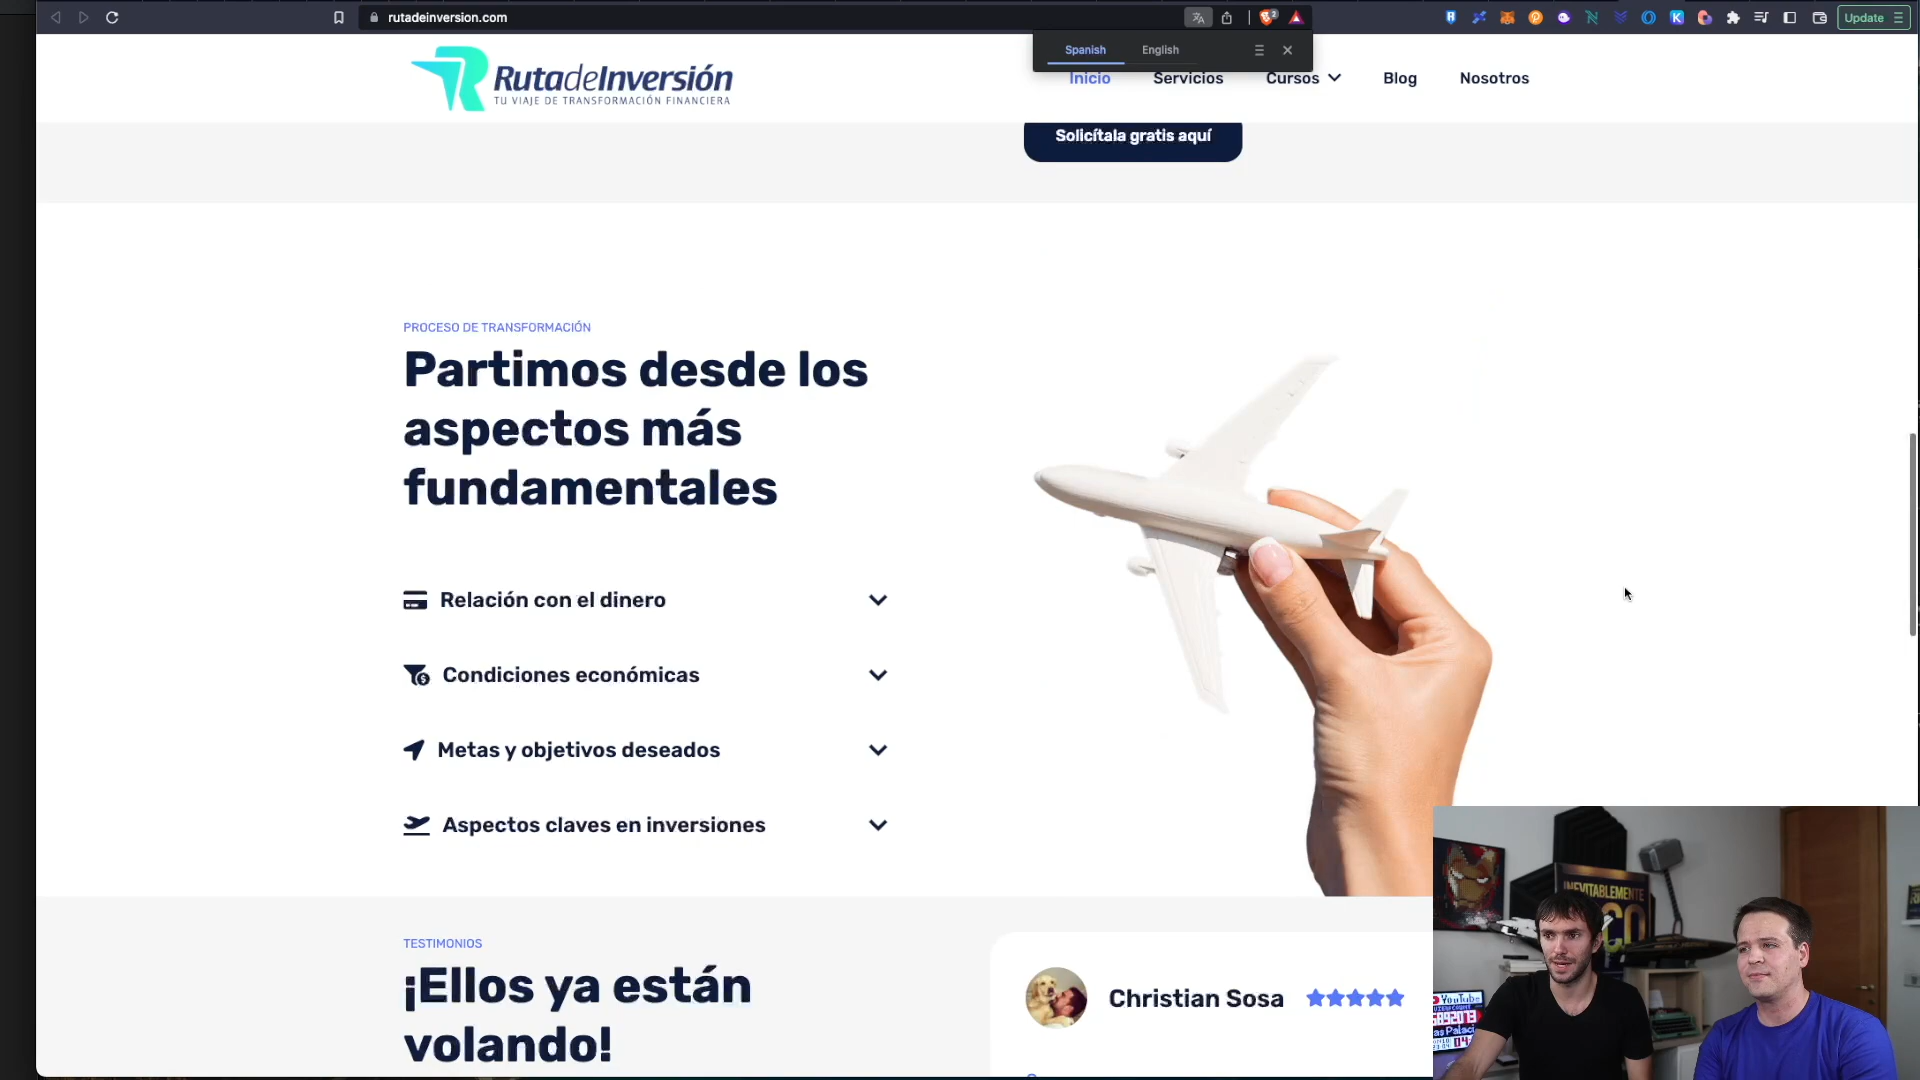 rutadeinversion.com
Update
Spanish
English
RutadeInversión
TU VIAJE DE TRANSFORMACIÓN FINANCIERA
Inicio
Servicios
Cursos
Blog
Nosotros
Solicítala gratis aquí
PROCESO DE TRANSFORMACIÓN
Partimos desde los
aspectos más
fundamentales
Relación con el dinero
Condiciones económicas
Metas y objetivos deseados
Aspectos claves en inversiones
TESTIMONIOS
¡Ellos ya están
volando!
Christian Sosa
INEVITABLEMENTE
YouTube